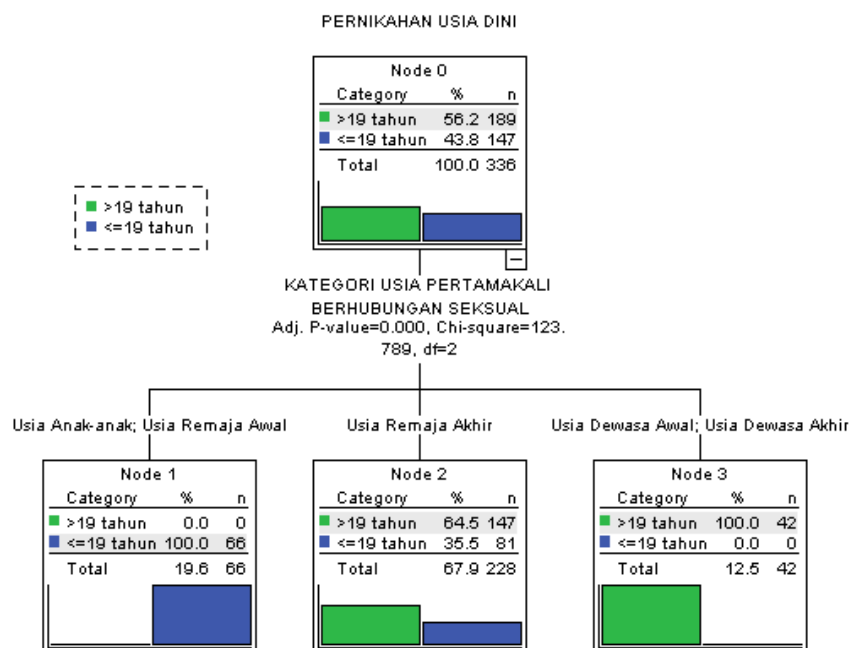 PERNIKAHAN USIA DINI
Node 0
Category % n
>19 tahun 56.2 189
<=19 tahun 43.8 147
Total 100.0 336
>19 tahun
<=19 tahun
KATEGORI USIA PERTAMAKALI
BERHUBUNGAN SEKSUAL
Adj. P-value=0.000, Chi-square=123.
789, df=2
Usia Anak-anak; Usia Remaja Awal
Node 1
Category % n
>19 tahun 0.0 0
<=19 tahun 100.0 66
Total 19.6 66
Usia Remaja Akhir
Node 2
Category % n
>19 tahun 64.5 147
<=19 tahun 35.5 81
Total 67.9 228
Usia Dewasa Awal; Usia Dewasa Akhir
Node 3
Category % n
>19 tahun 100.0 42
<=19 tahun 0.0 0
Total 12.5 42